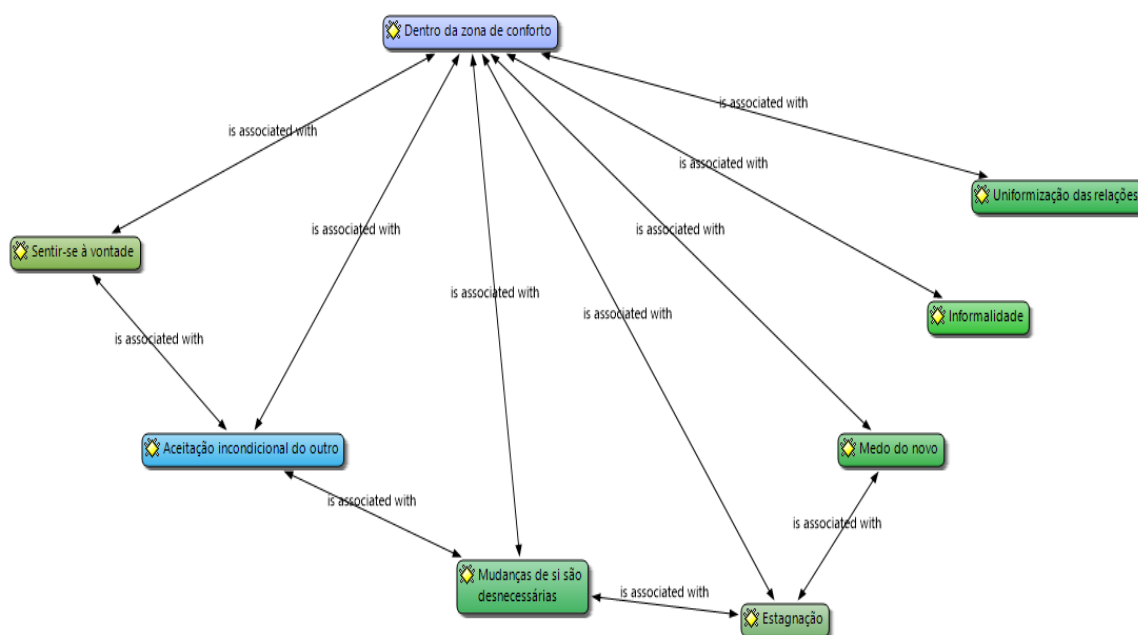 Dentro da zona de conforto
is associated with
is associated with
is associated with
Uniformização das relações
is associated with
is associated with
Sentir-se à vontade
is associated with
is associated with
Informalidade
is associated with
is associated with
Aceitação incondicional do outro
Medo do novo
is associated with
is associated with
Mudanças de si são
desnecessárias
is associated with
Estagnação